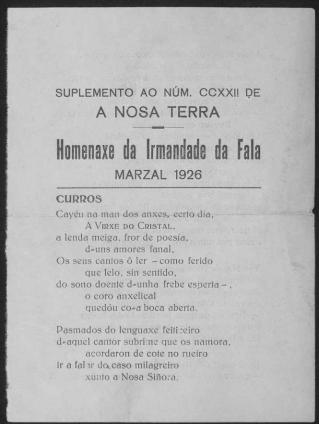 SUPLEMENTO AO NÚM. CCXXII DE
A NOSA TERRA
Homenaxe da Irmandade da Fala
MARZAL 1926
CURROS
Cayéu na man dos anxes, certo día,
A VIRXE DO CRISTAL,
a lenda meiga, fror de poesía,
d-uns amores fanal.
Os seus cantos ô ler – como ferido
que leio, sin sentido,
do sono doente d-unha frebe esperta –,
o coro anxelical
quedóu co-a boca aberta.
Pasmados do lenguaxe feiticeiro
d-aquel cantor subrime que os namora,
acordaron de cote no rueiro
ir a falar do caso milagreiro
xunto a Nosa Siñora.